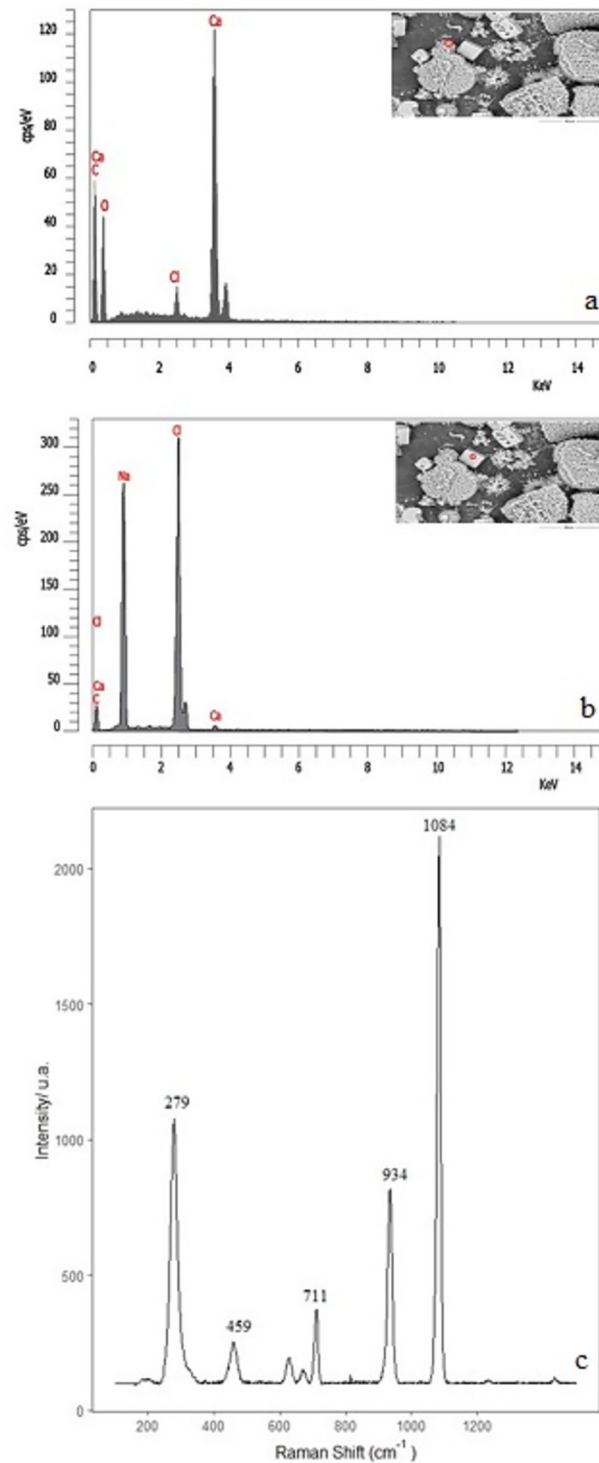 120
100
80
60
40
20
0
cps/eV
Ca
C
O
Cl
Ca
a
0 2 4 6 8 10 12 14
KeV
300
250
200
150
100
50
0
cps/eV
Cl
Ca
C
Na
Cl
Ca
b
0 2 4 6 8 10 12 14
KeV
2000
1500
1000
500
0
Intensity/ u.a.
279
459
711
934
1084
c
200 400 600 800 1000 1200
Raman Shift (cm⁻¹)